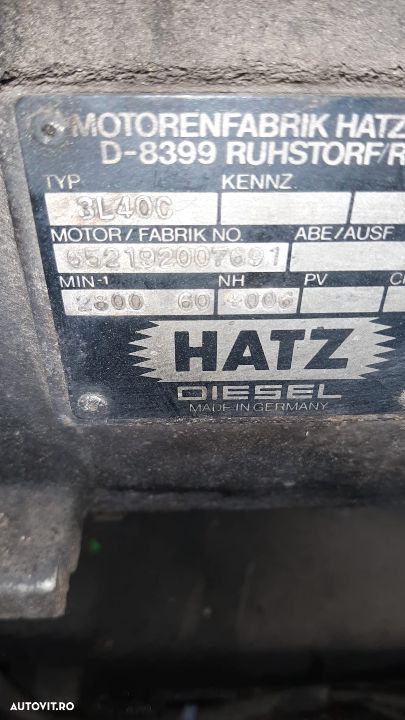 MOTORENFABRIK HATZ
D-8399 RUHSTORF/R
TYP KENNZ.
3L40C
MOTOR/FABRIK NO. ABE/AUSF
652192007691
MIN-1 NH PV
2800 60
HATZ
DIESEL
MADE IN GERMANY
AUTOVIT.RO